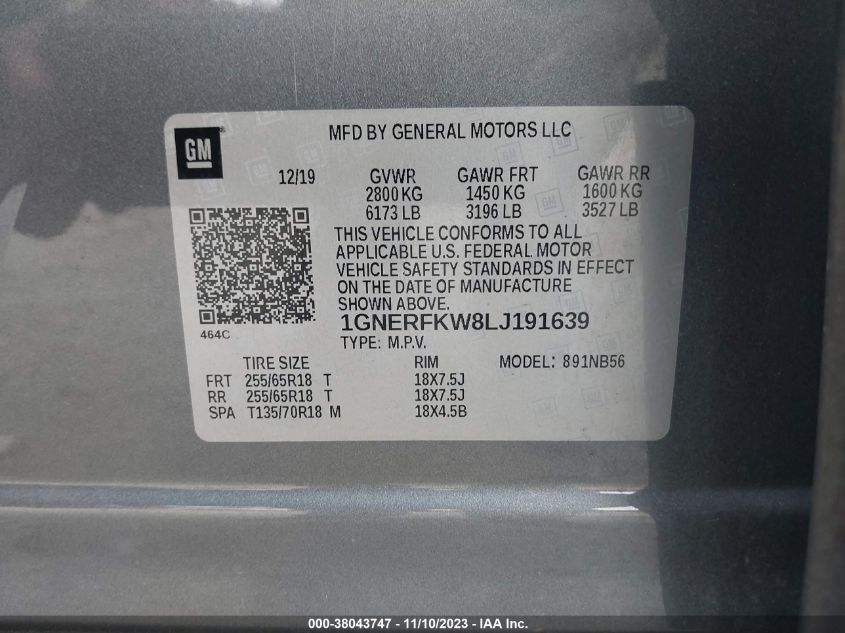 GM
MFD BY GENERAL MOTORS LLC
12/19 GVWR GAWR FRT GAWR RR
2800 KG 1450 KG 1600 KG
6173 LB 3196 LB 3527 LB
THIS VEHICLE CONFORMS TO ALL
APPLICABLE U.S. FEDERAL MOTOR
VEHICLE SAFETY STANDARDS IN EFFECT
ON THE DATE OF MANUFACTURE
SHOWN ABOVE.
464C
1GNERFKW8LJ191639
TYPE: M.P.V.
TIRE SIZE RIM MODEL: 891NB56
FRT 255/65R18 T 18X7.5J
RR 255/65R18 T 18X7.5J
SPA T135/70R18 M 18X4.5B
000-38043747 - 11/10/2023 - IAA Inc.